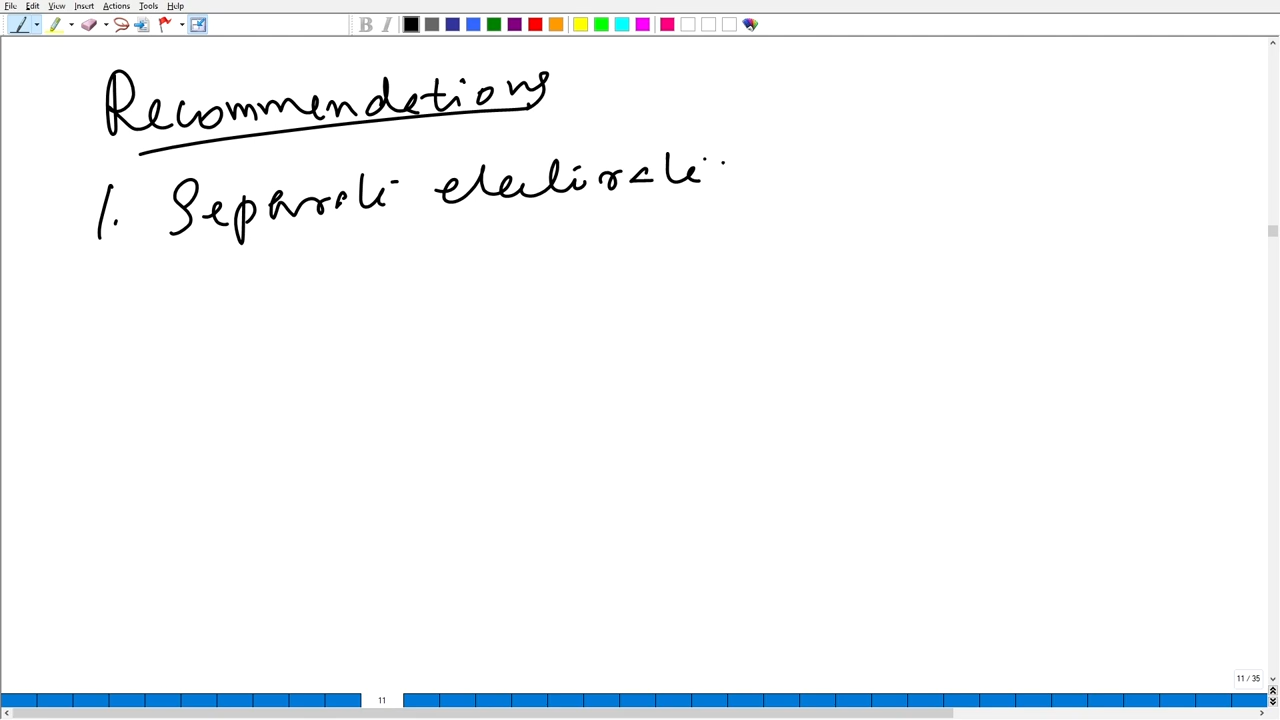 File Edit View Insert Actions Tools Help
B I
Recommendations
1. Separate electorate..
11 / 35
11